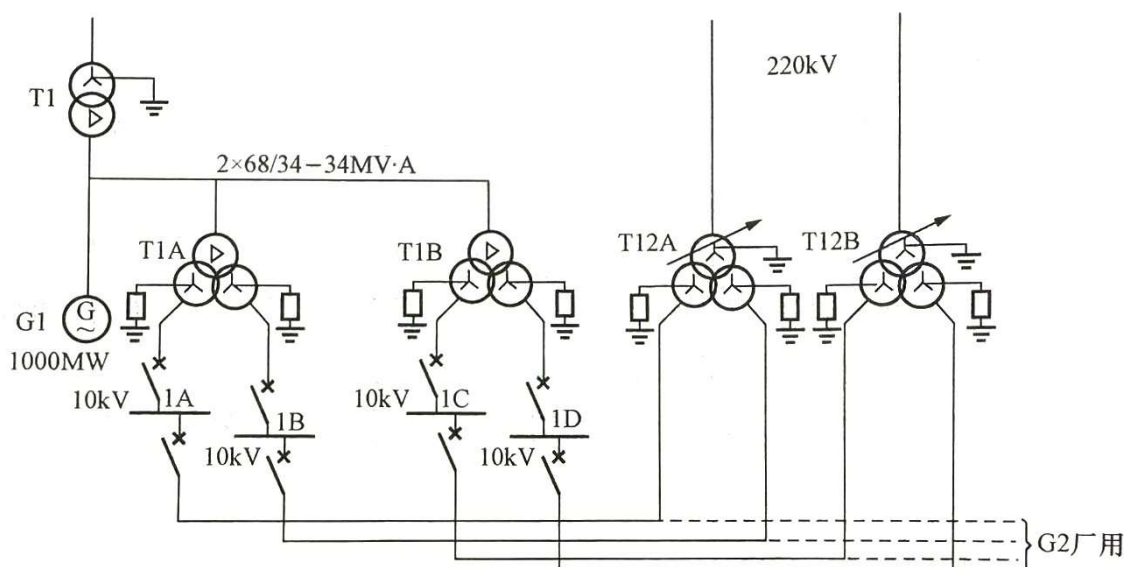 220kV
T1
2×68/34−34MV·A
T1A
T1B
T12A
T12B
G
~
G1
1000MW
10kV
1A
1B
10kV
10kV
1C
1D
10kV
G2厂用